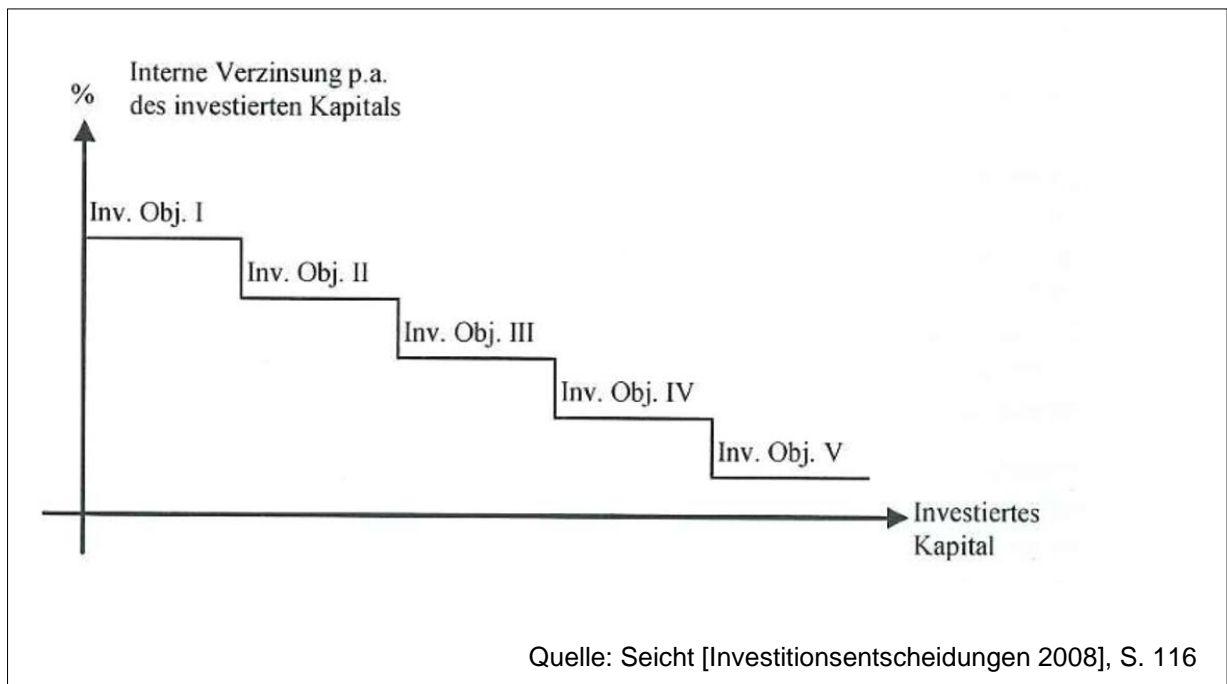 Interne Verzinsung p.a.
des investierten Kapitals
%
Inv. Obj. I
Inv. Obj. II
Inv. Obj. III
Inv. Obj. IV
Inv. Obj. V
Investiertes
Kapital
Quelle: Seicht [Investitionsentscheidungen 2008], S. 116